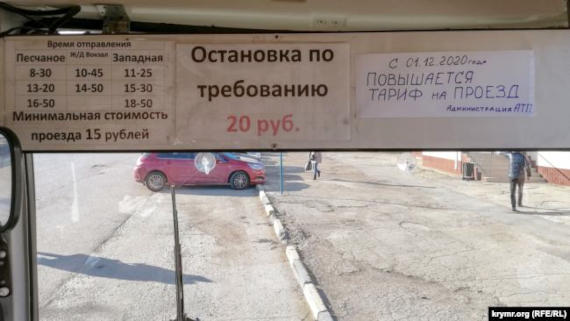 Время отправления
Песчаное Ж/Д Вокзал Западная
8-30 10-45 11-25
13-20 14-50 15-30
16-50 18-50
Минимальная стоимость
проезда 15 рублей
Остановка по
требованию
20 руб.
С 01.12.2020 года
ПОВЫШАЕТСЯ
ТАРИФ на ПРОЕЗД
Администрация АТП
krymr.org (RFE/RL)